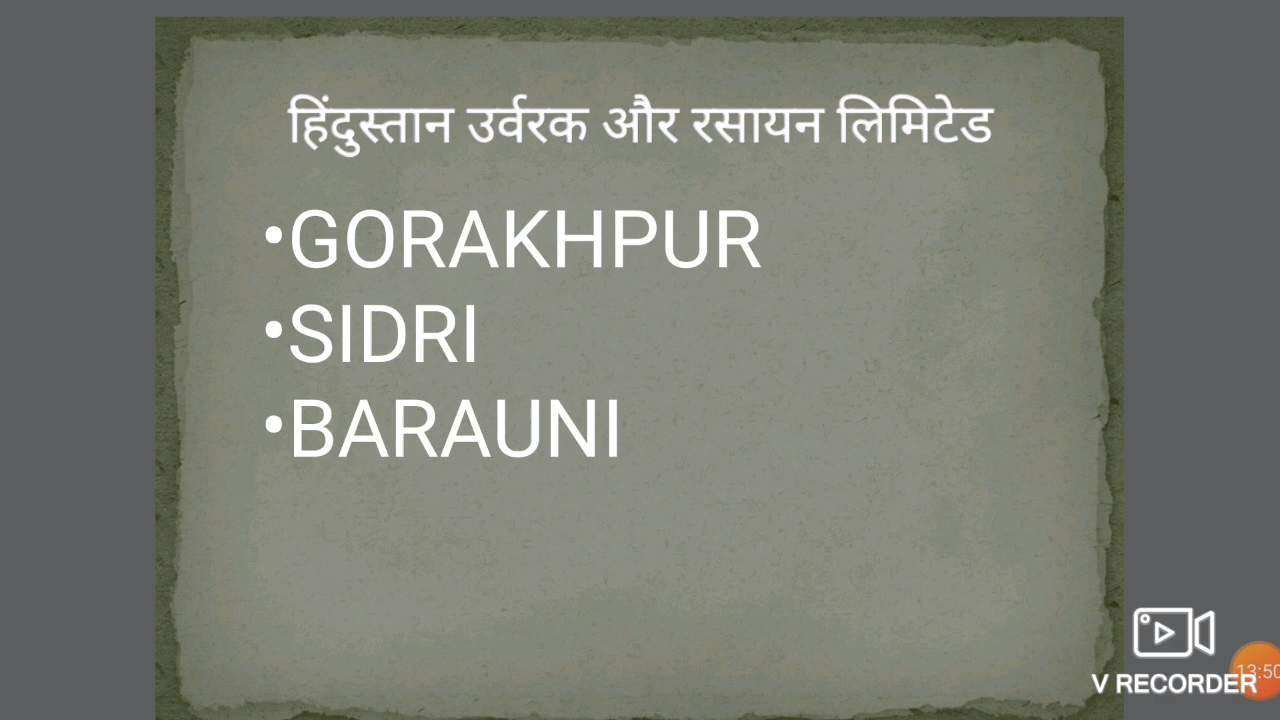 हिंदुस्तान उर्वरक और रसायन लिमिटेड
•GORAKHPUR
•SIDRI
•BARAUNI
V RECORDER
13:50